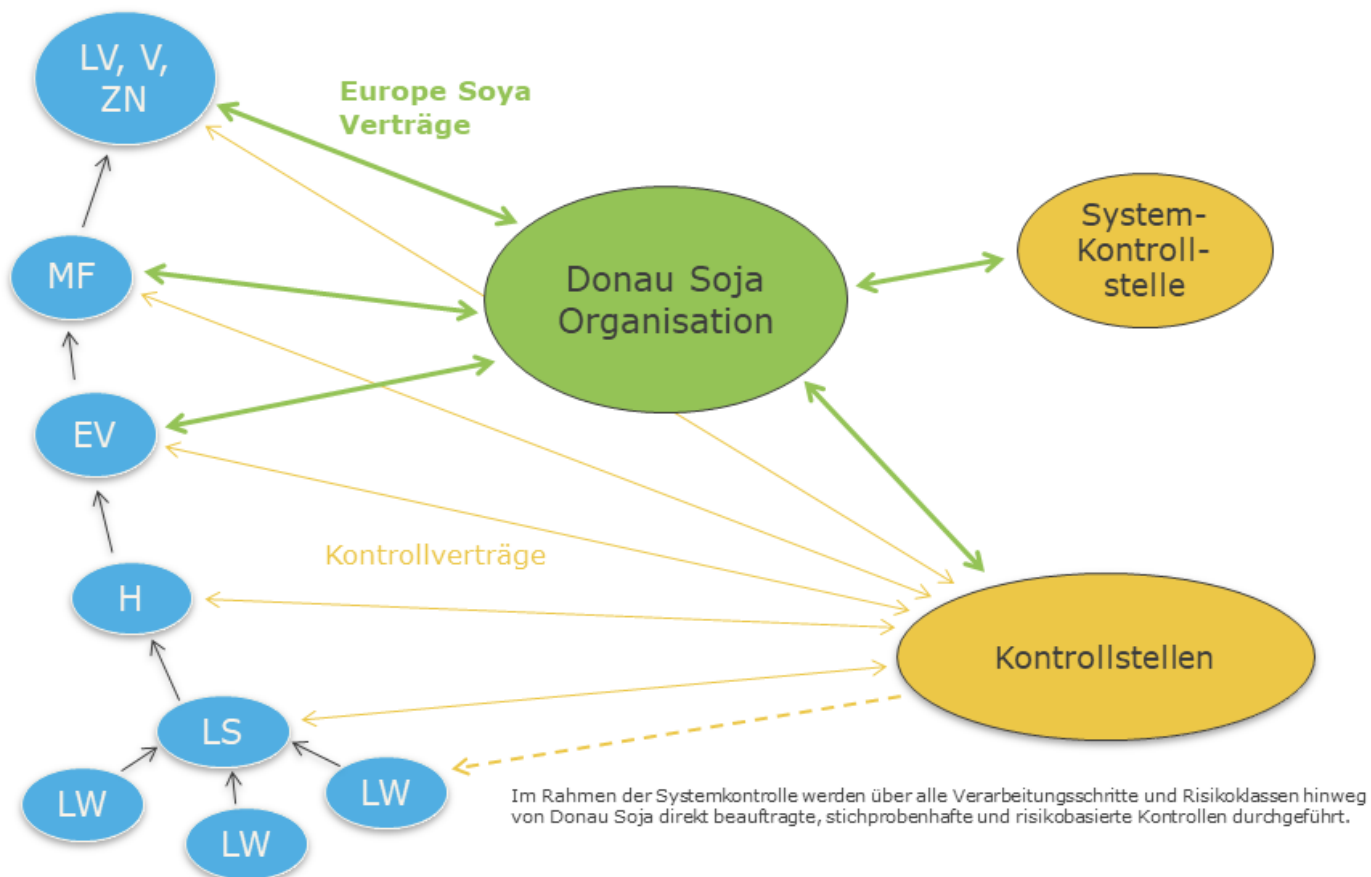 LV, V,
ZN
Europe Soya
Verträge
System-
Kontroll-
stelle
Donau Soja
Organisation
MF
EV
Kontrollverträge
H
Kontrollstellen
LS
LW
LW
LW
Im Rahmen der Systemkontrolle werden über alle Verarbeitungsschritte und Risikoklassen hinweg
von Donau Soja direkt beauftragte, stichprobenhafte und risikobasierte Kontrollen durchgeführt.